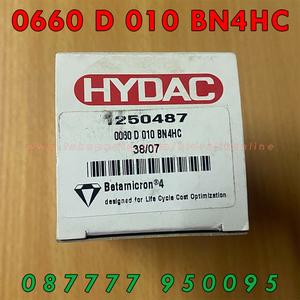 0660 D 010 BN4HC
HYDAC
1250487
0060 D 010 BN4HC
38/07
Betamicron®4
designed for Life Cycle Cost Optimization
087777 950095